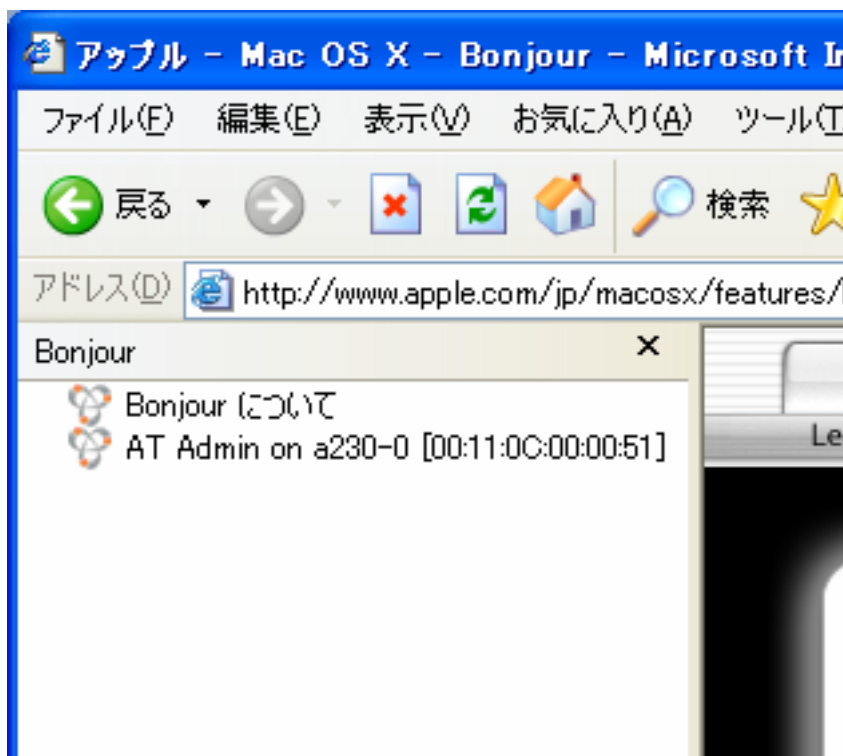 アップル - Mac OS X - Bonjour - Microsoft
ファイル(F) 編集(E) 表示(V) お気に入り(A) ツール(T
戻る 検索
アドレス(D) http://www.apple.com/jp/macosx/features/
Bonjour
Bonjour について
AT Admin on a230-0 [00:11:0C:00:00:51]
Le